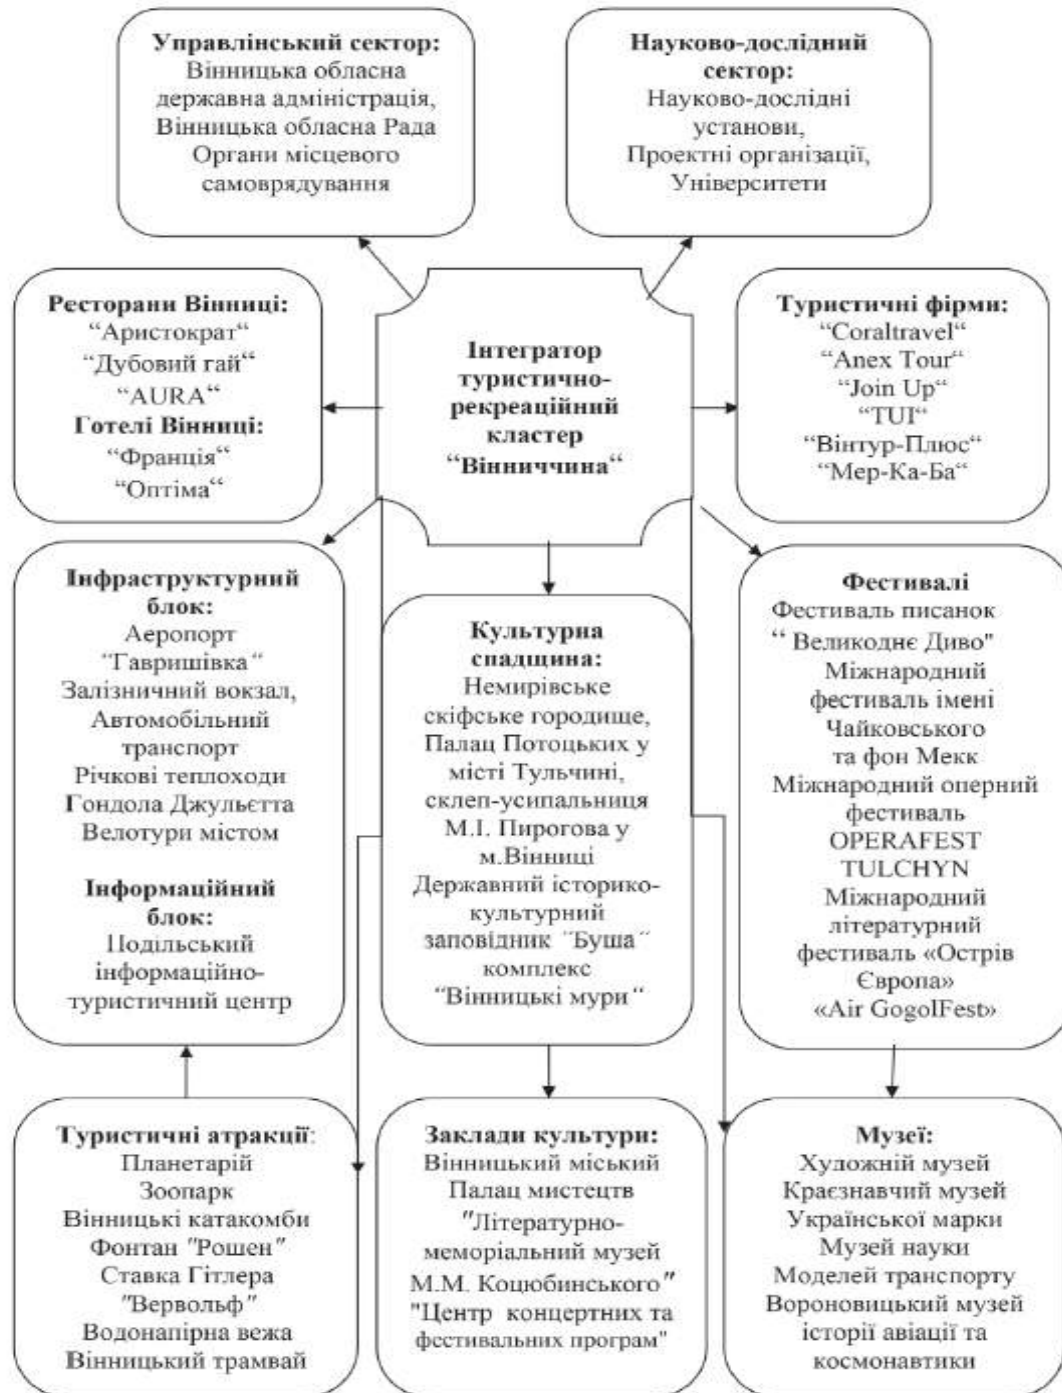 Управлінський сектор:
Вінницька обласна
державна адміністрація,
Вінницька обласна Рада
Органи місцевого
самоврядування
Науково-дослідний
сектор:
Науково-дослідні
установи,
Проектні організації,
Університети
Ресторани Вінниці:
“Аристократ“
“Дубовий гай“
“AURA“
Готелі Вінниці:
“Франція“
“Оптіма“
Інтегратор
туристично-
рекреаційний
кластер
“Вінниччина“
Туристичні фірми:
“Coraltravel“
“Anex Tour“
“Join Up“
“TUI“
“Вінтур-Плюс“
“Мер-Ка-Ба“
Інфраструктурний
блок:
Аеропорт
"Гавришівка"
Залізничний вокзал,
Автомобільний
транспорт
Річкові теплоходи
Гондола Джульєтта
Велотури містом
Інформаційний
блок:
Подільський
інформаційно-
туристичний центр
Культурна
спадщина:
Немирівське
скіфське городище,
Палац Потоцьких у
місті Тульчині,
склеп-усипальниця
М.І. Пирогова у
м.Вінниці
Державний історико-
культурний
заповідник "Буша"
комплекс
"Вінницькі мури"
Фестивалі
Фестиваль писанок
“ Великоднє Диво"
Міжнародний
фестиваль імені
Чайковського
та фон Мекк
Міжнародний оперний
фестиваль
OPERAFEST
TULCHYN
Міжнародний
літературний
фестиваль «Острів
Європа»
«Air GogolFest»
Туристичні атракції:
Планетарій
Зоопарк
Вінницькі катакомби
Фонтан "Рошен"
Ставка Гітлера
"Вервольф"
Водонапірна вежа
Вінницький трамвай
Заклади культури:
Вінницький міський
Палац мистецтв
"Літературно-
меморіальний музей
М.М. Коцюбинського"
"Центр концертних та
фестивальних програм"
Музеї:
Художній музей
Краєзнавчий музей
Української марки
Музей науки
Моделей транспорту
Вороновицький музей
історії авіації та
космонавтики